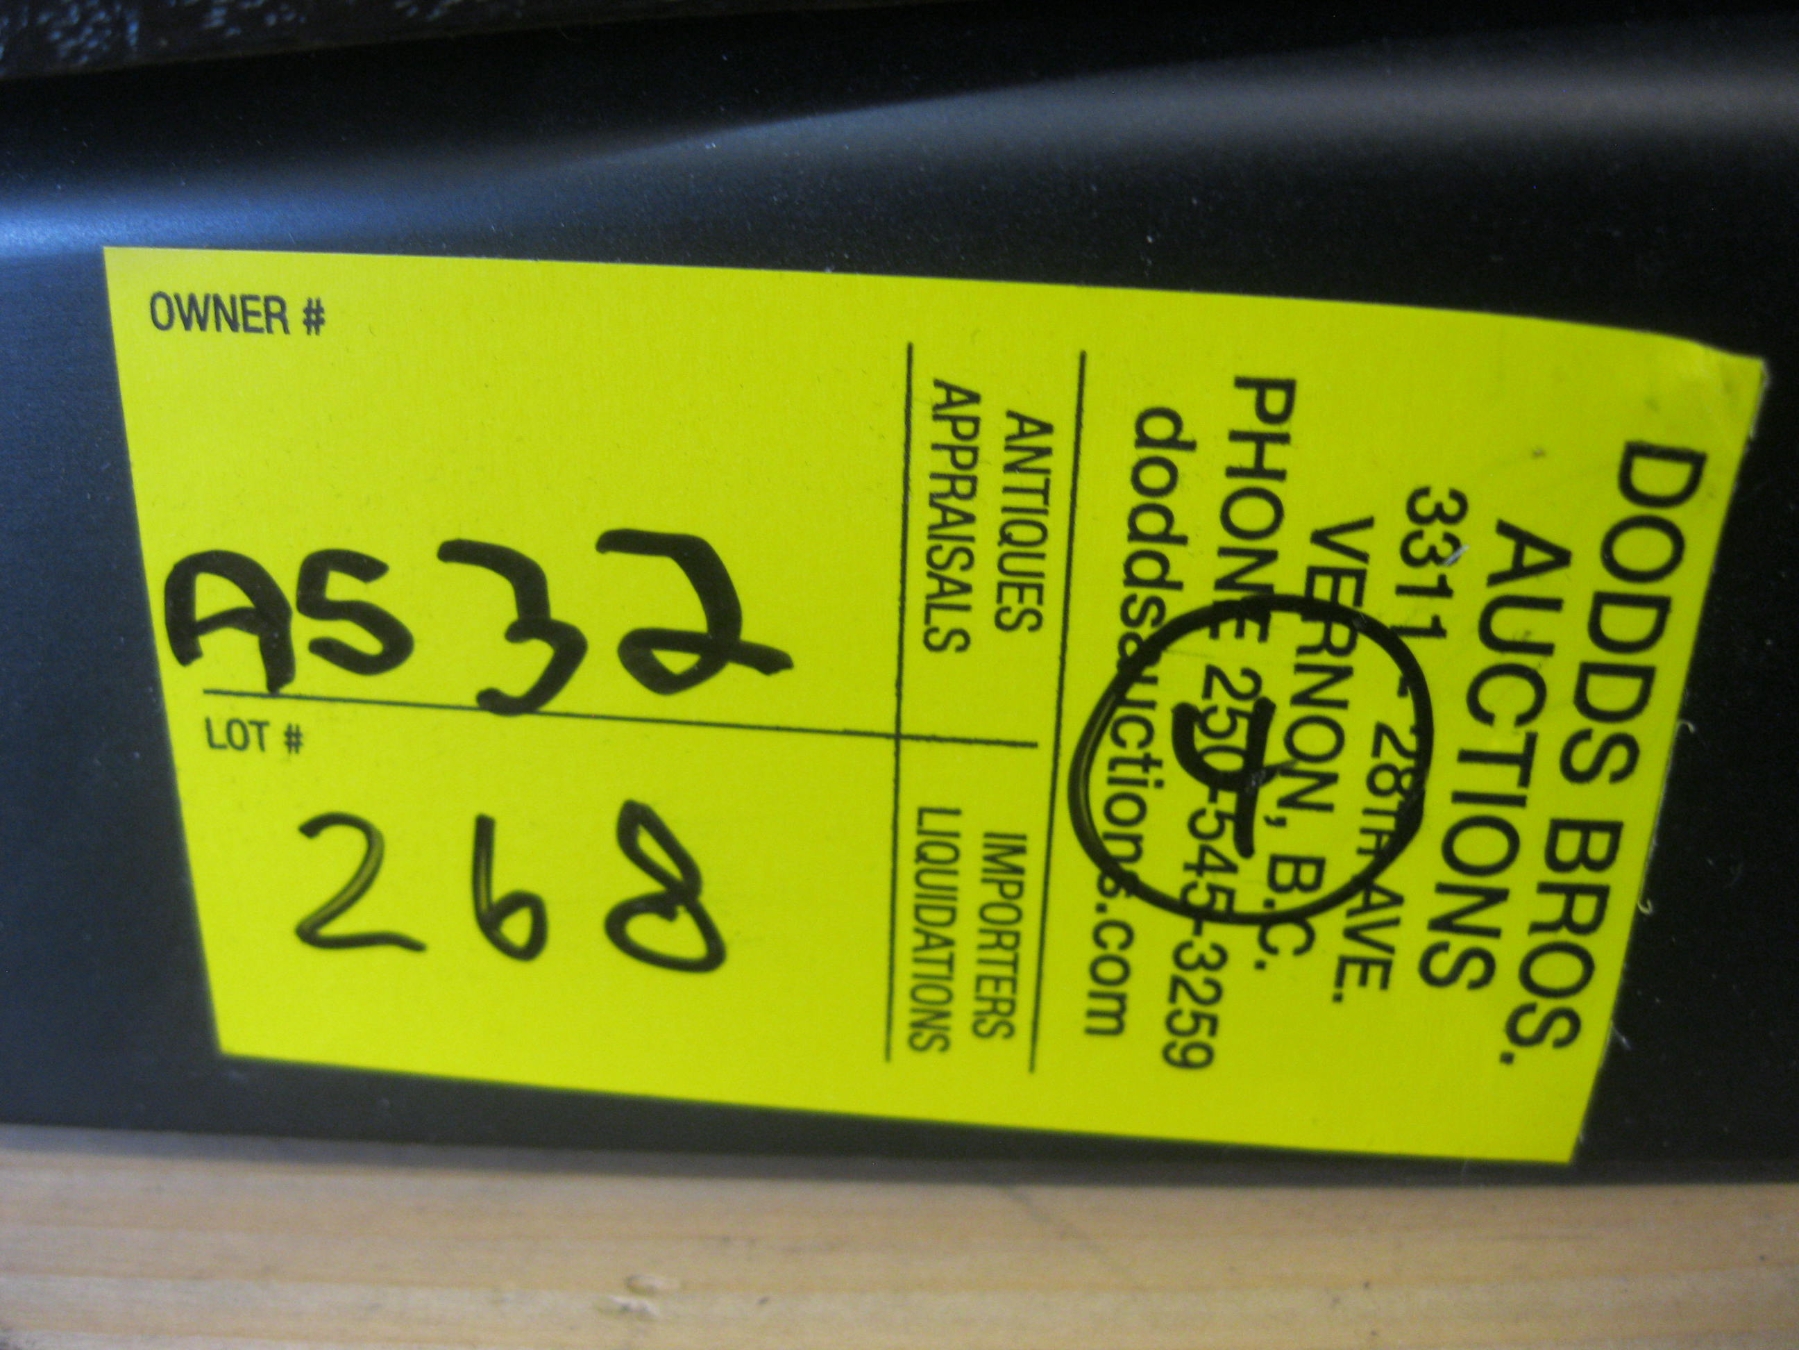 OWNER #
A532
LOT #
268
DODDS BROS.
AUCTIONS
3311 - 28TH AVE.
VERNON, B.C.
PHONE 250-545-3259
doddsauctions.com
ANTIQUES
APPRAISALS
IMPORTERS
LIQUIDATIONS